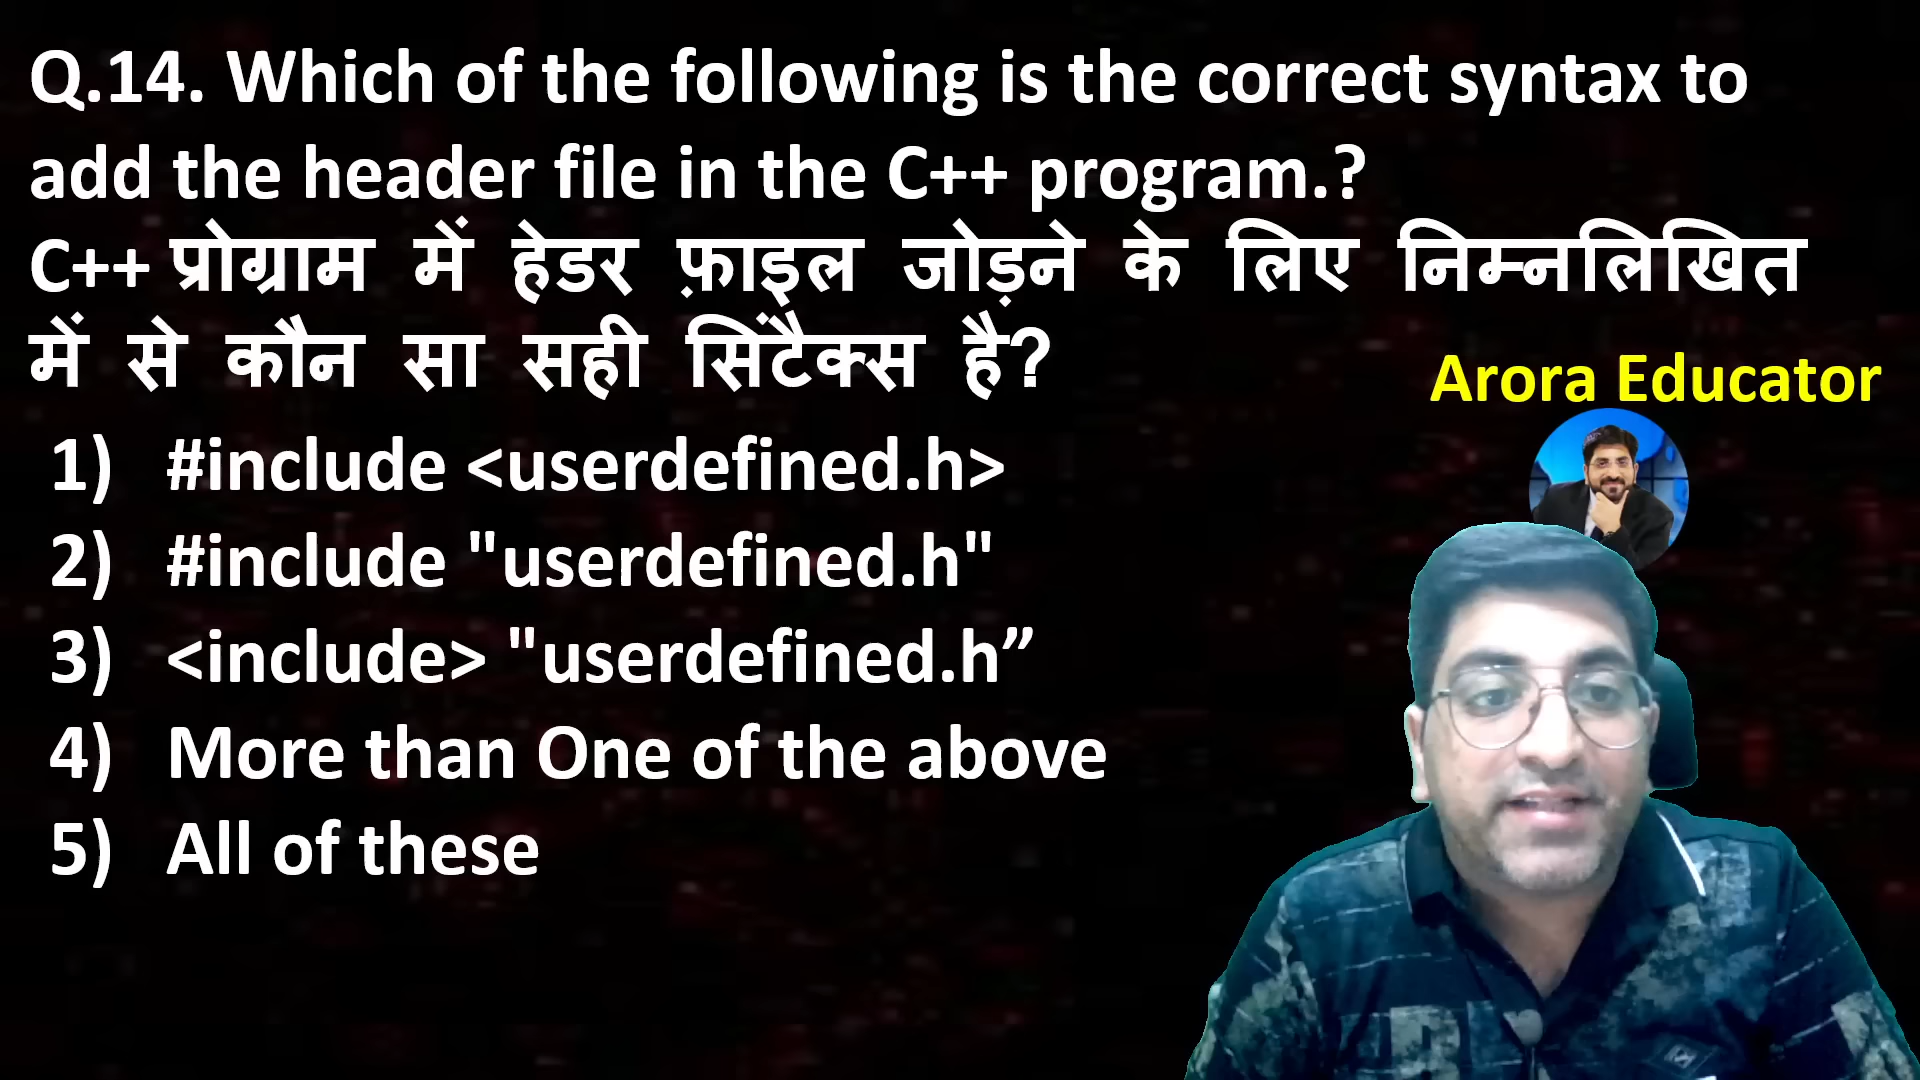 Q.14. Which of the following is the correct syntax to
add the header file in the C++ program.?
C++ प्रोग्राम में हेडर फ़ाइल जोड़ने के लिए निम्नलिखित
में से कौन सा सही सिंटैक्स है?
Arora Educator
1) #include <userdefined.h>
2) #include "userdefined.h"
3) <include> "userdefined.h”
4) More than One of the above
5) All of these